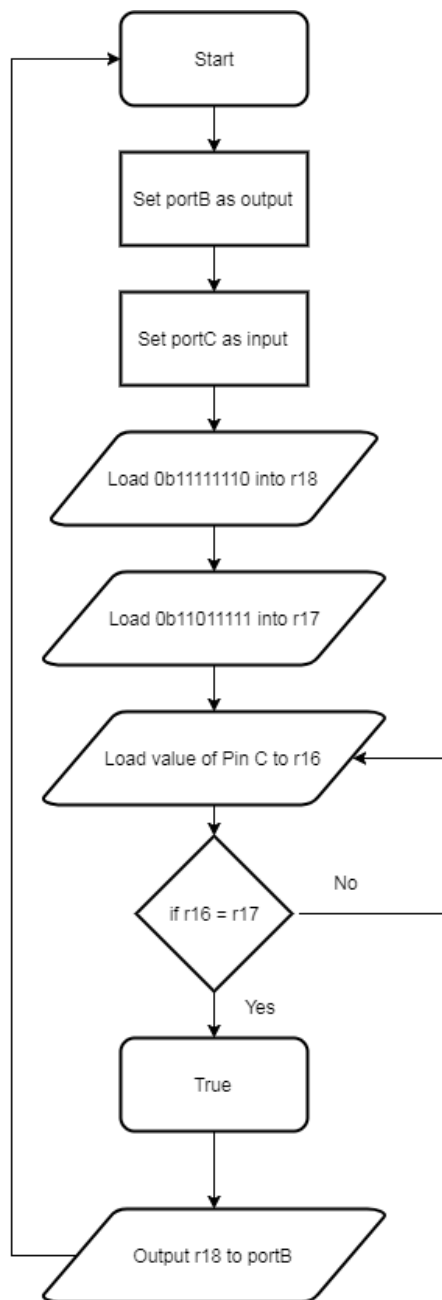 Start
Set portB as output
Set portC as input
Load 0b11111110 into r18
Load 0b11011111 into r17
Load value of Pin C to r16
if r16 = r17
No
Yes
True
Output r18 to portB